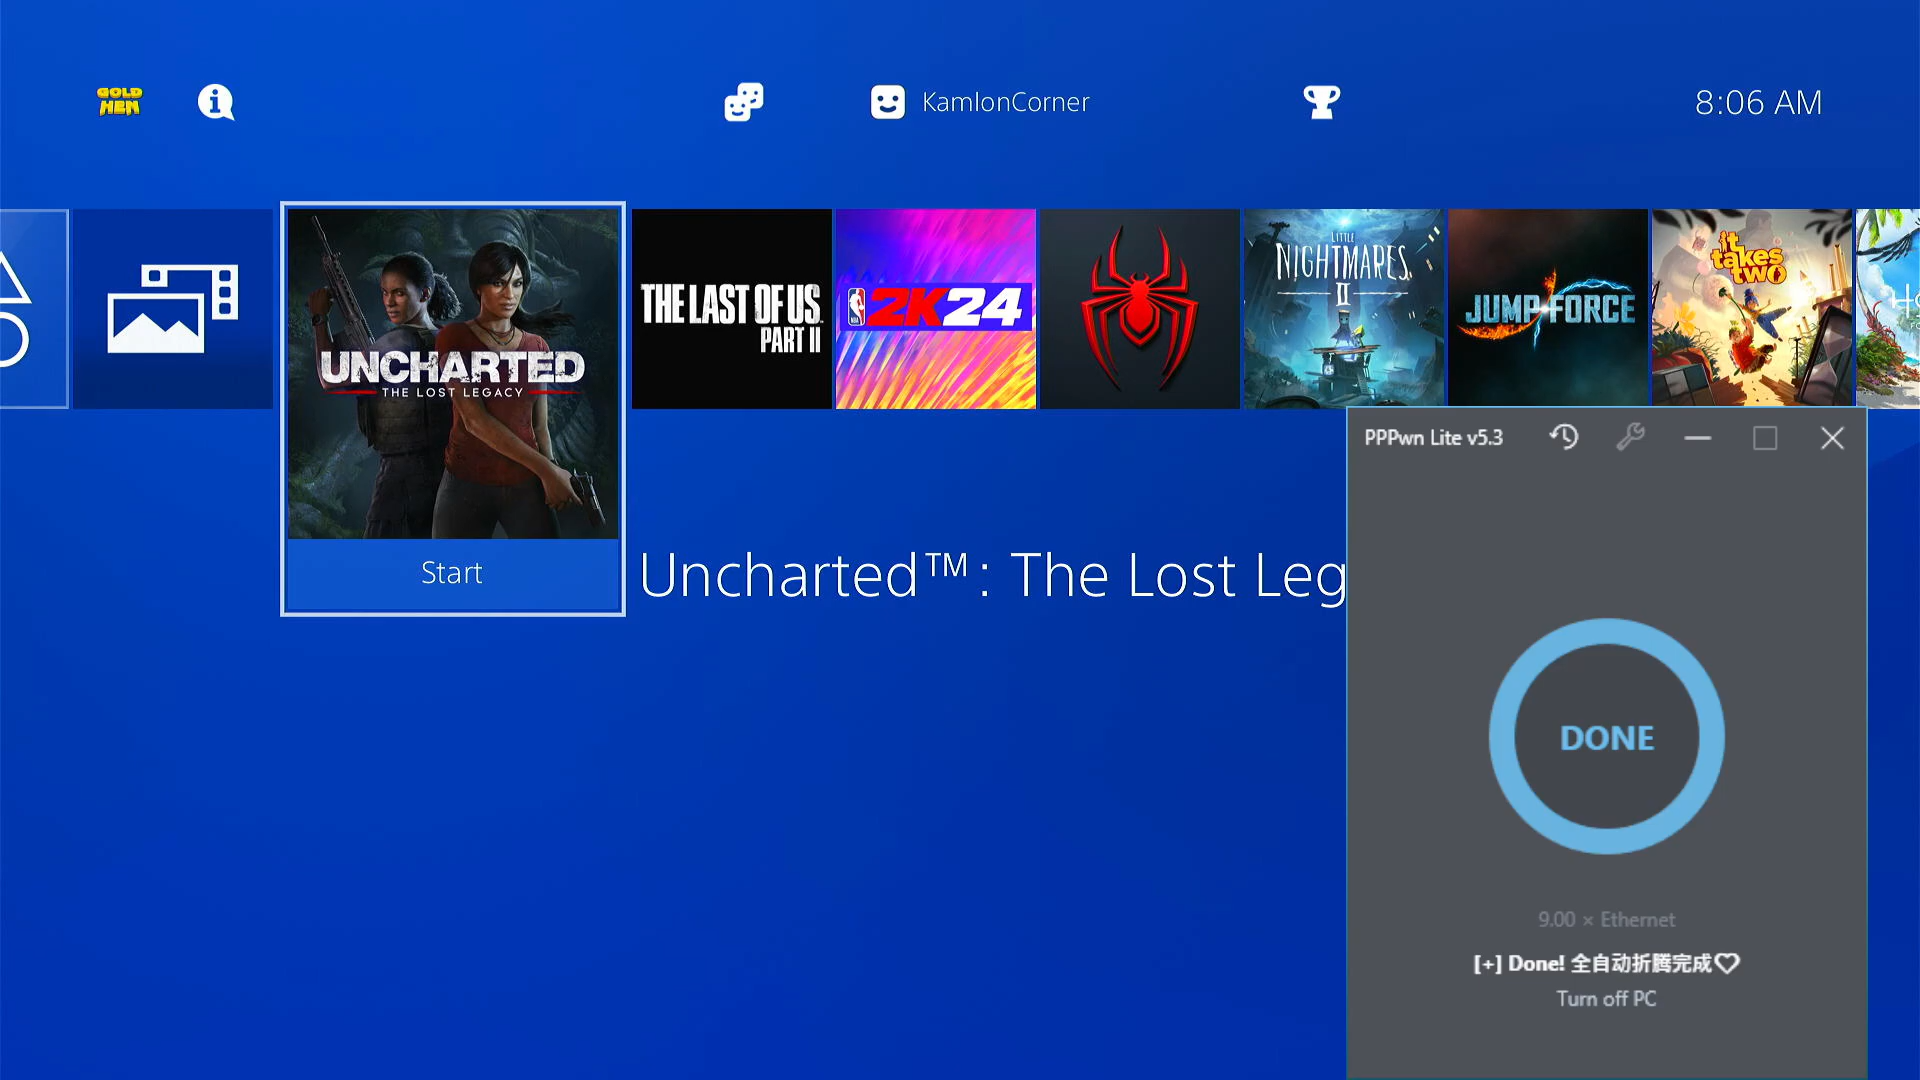 GOLD
HEN
KamlonCorner
8:06 AM
UNCHARTED
THE LOST LEGACY
THE LAST OF US
PART II
NBA
2K24
LITTLE
NIGHTMARES
II
JUMP FORCE
it
takes
two
Start
Uncharted™: The Lost Leg
PPPwn Lite v5.3
DONE
9.00 × Ethernet
[+] Done! 全自动折腾完成♡
Turn off PC